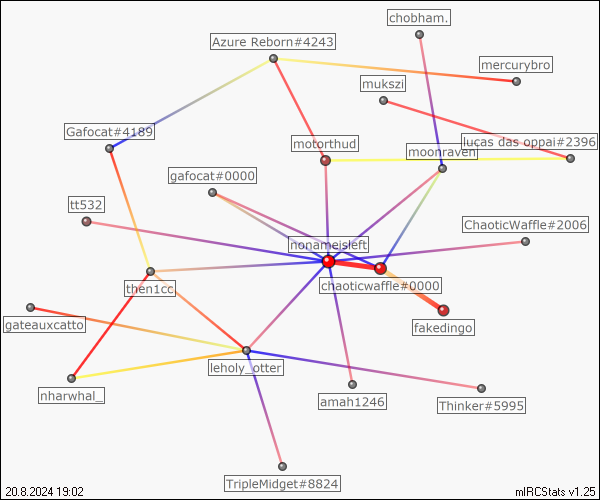 chobham.
Azure Reborn#4243
mercurybro
mukszi
Gafocat#4189
motorthud
lucas das oppai#2396
moonraven
gafocat#0000
tt532
ChaoticWaffle#2006
nonameisleft
then1cc
chaoticwaffle#0000
gateauxcatto
fakedingo
leholy_otter
nharwhal_
amah1246
Thinker#5995
TripleMidget#8824
20.8.2024 19:02
mIRCStats v1.25